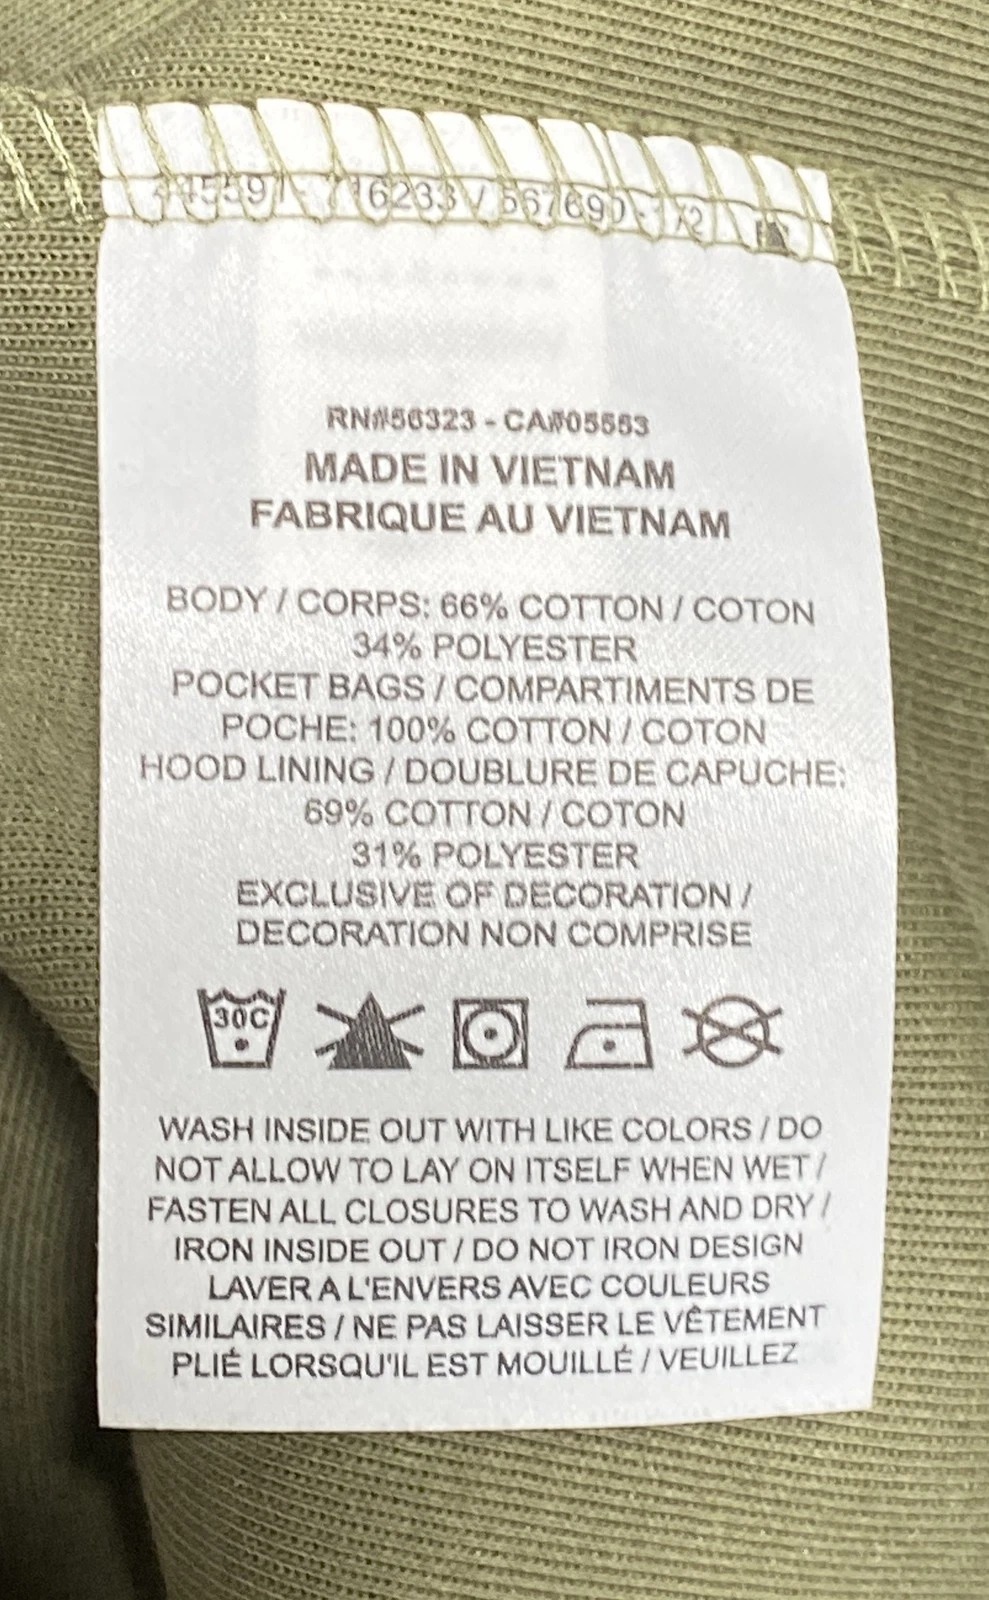 RN#56323 - CA#05553
MADE IN VIETNAM
FABRIQUE AU VIETNAM
BODY / CORPS: 66% COTTON / COTON
34% POLYESTER
POCKET BAGS / COMPARTIMENTS DE
POCHE: 100% COTTON / COTON
HOOD LINING / DOUBLURE DE CAPUCHE:
69% COTTON / COTON
31% POLYESTER
EXCLUSIVE OF DECORATION /
DECORATION NON COMPRISE
30C
WASH INSIDE OUT WITH LIKE COLORS / DO
NOT ALLOW TO LAY ON ITSELF WHEN WET /
FASTEN ALL CLOSURES TO WASH AND DRY /
IRON INSIDE OUT / DO NOT IRON DESIGN
LAVER A L'ENVERS AVEC COULEURS
SIMILAIRES / NE PAS LAISSER LE VÊTEMENT
PLIÉ LORSQU'IL EST MOUILLÉ / VEUILLEZ